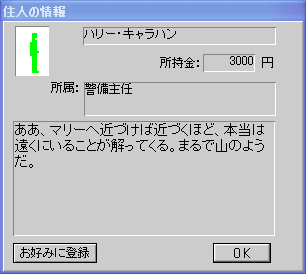 住人の情報
ハリー・キャラハン
所持金: 3000 円
所属: 警備主任
ああ、マリーへ近づけば近づくほど、本当は
遠くにいることが解ってくる。まるで山のよう
だ。
お好みに登録 OK